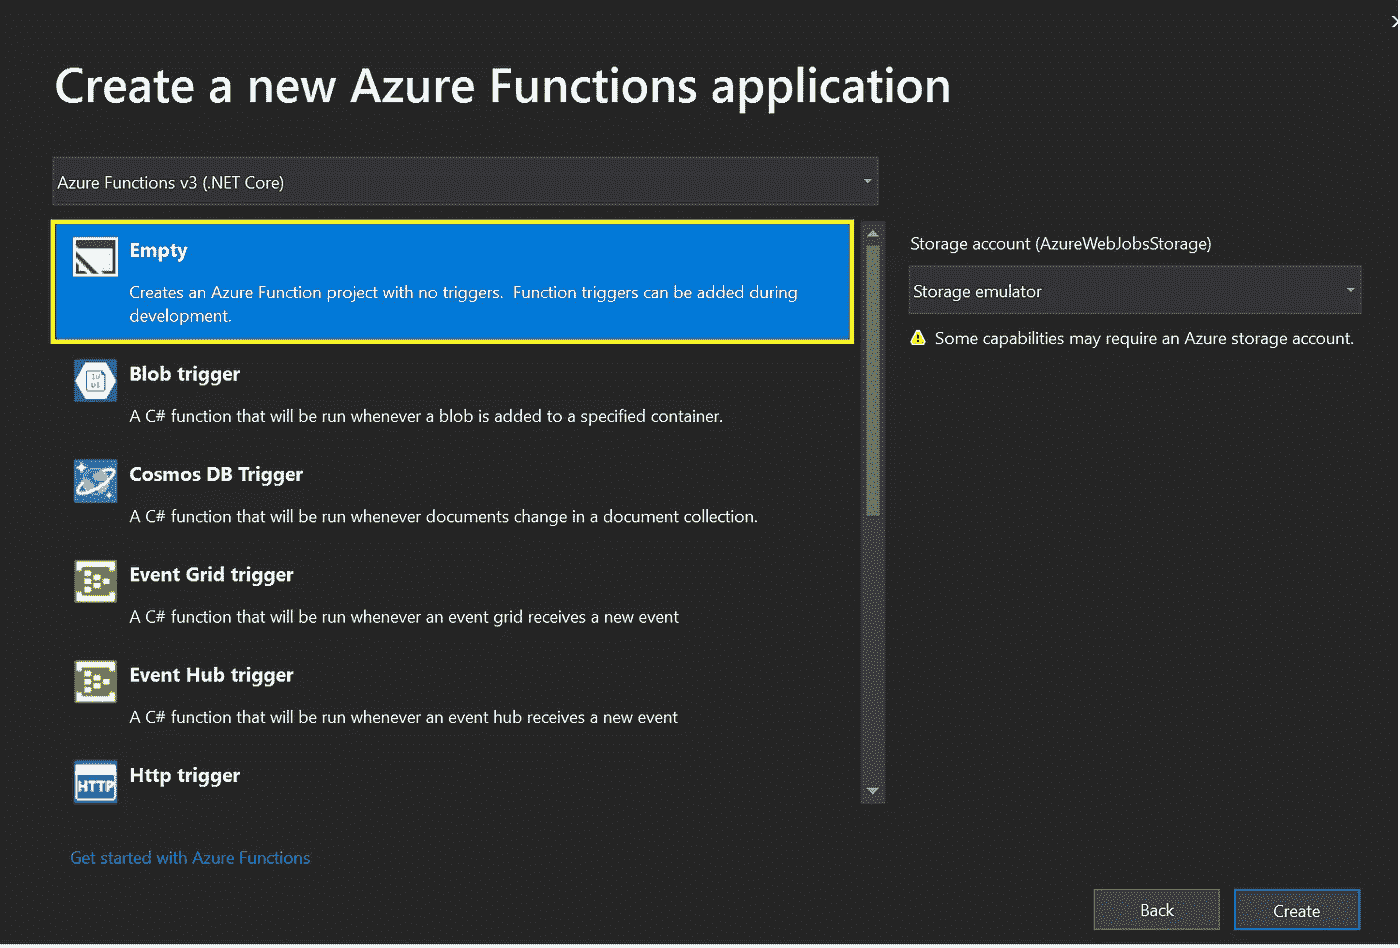 Create a new Azure Functions application
Azure Functions v3 (.NET Core)
Empty
Creates an Azure Function project with no triggers.  Function triggers can be added during
development.
Storage account (AzureWebJobsStorage)
Storage emulator
Some capabilities may require an Azure storage account.
Blob trigger
A C# function that will be run whenever a blob is added to a specified container.
Cosmos DB Trigger
A C# function that will be run whenever documents change in a document collection.
Event Grid trigger
A C# function that will be run whenever an event grid receives a new event
Event Hub trigger
A C# function that will be run whenever an event hub receives a new event
HTTP
Http trigger
Get started with Azure Functions
Back
Create